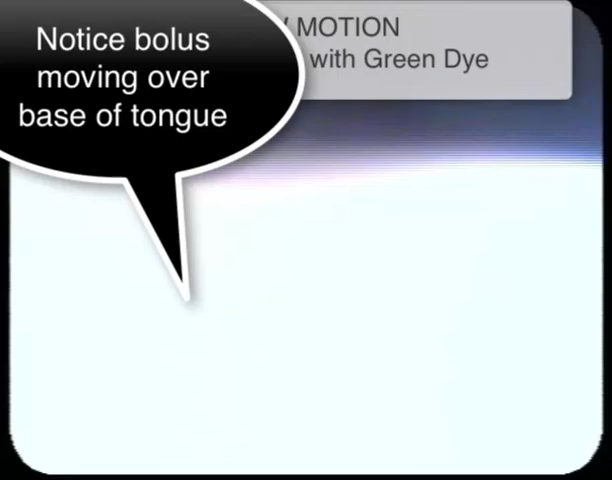 Notice bolus
moving over
base of tongue
MOTION
with Green Dye